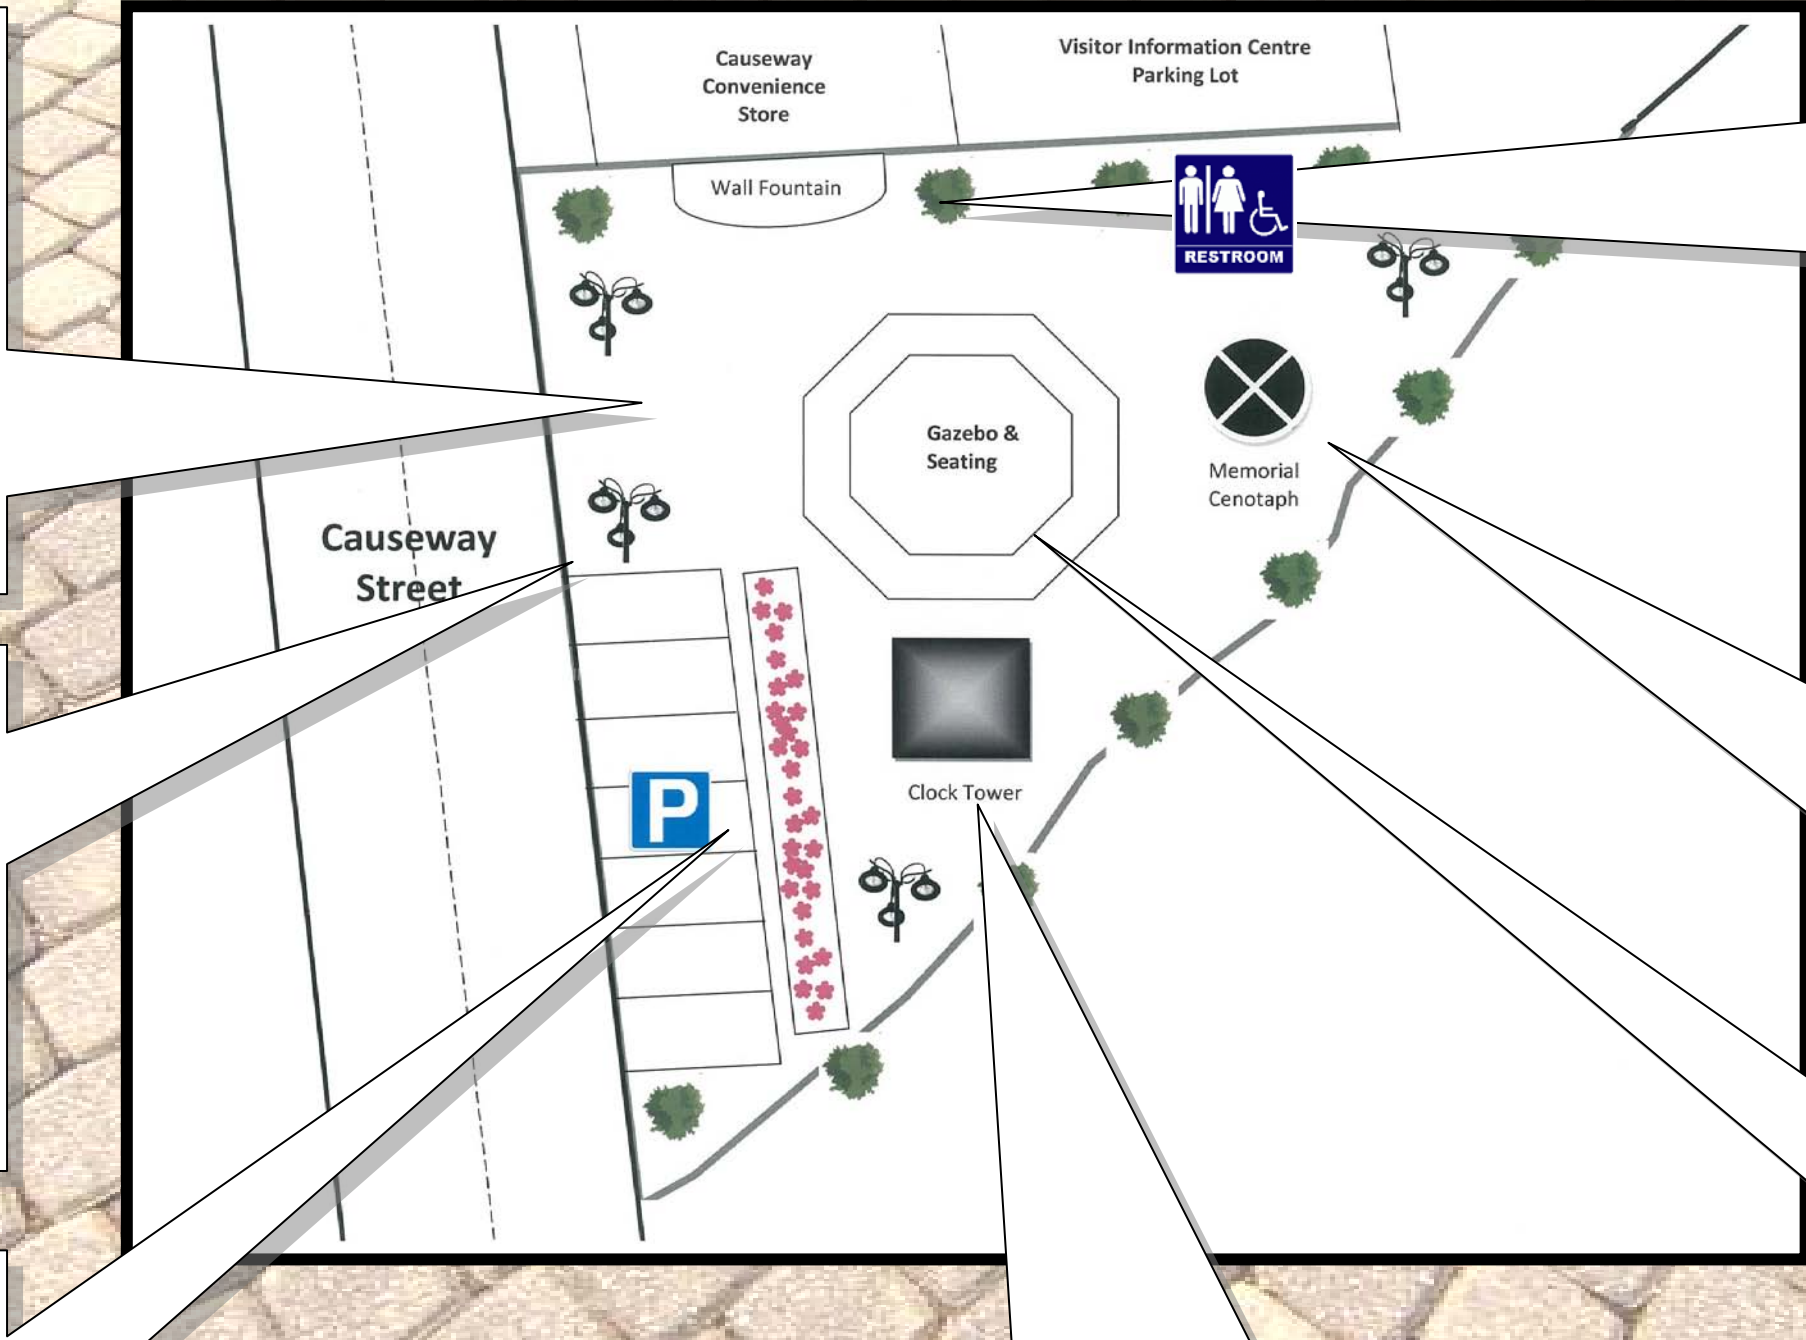 Causeway
Convenience
Store
Visitor Information Centre
Parking Lot
Wall Fountain
RESTROOM
Gazebo &
Seating
Memorial
Cenotaph
Causeway
Street
P
Clock Tower